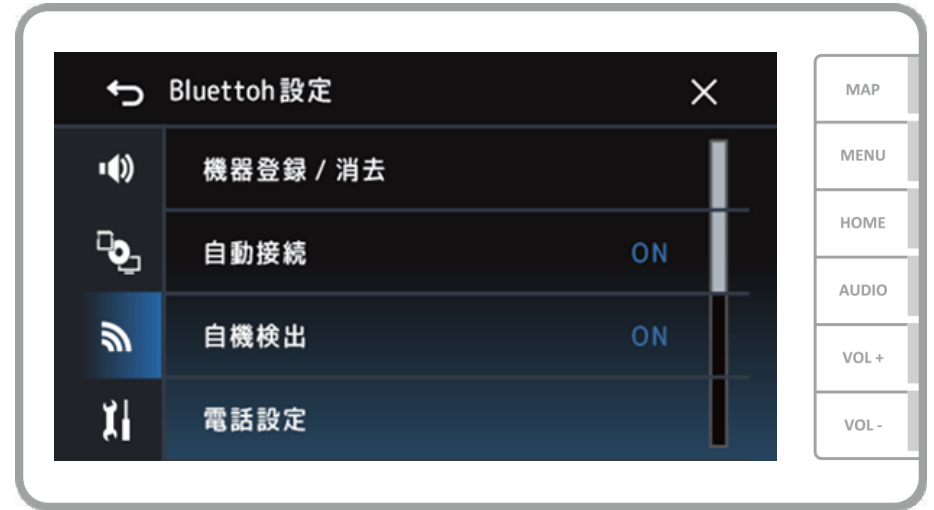 Bluettoh設定
機器登録 / 消去
自動接続 ON
自機検出 ON
電話設定
MAP
MENU
HOME
AUDIO
VOL +
VOL -